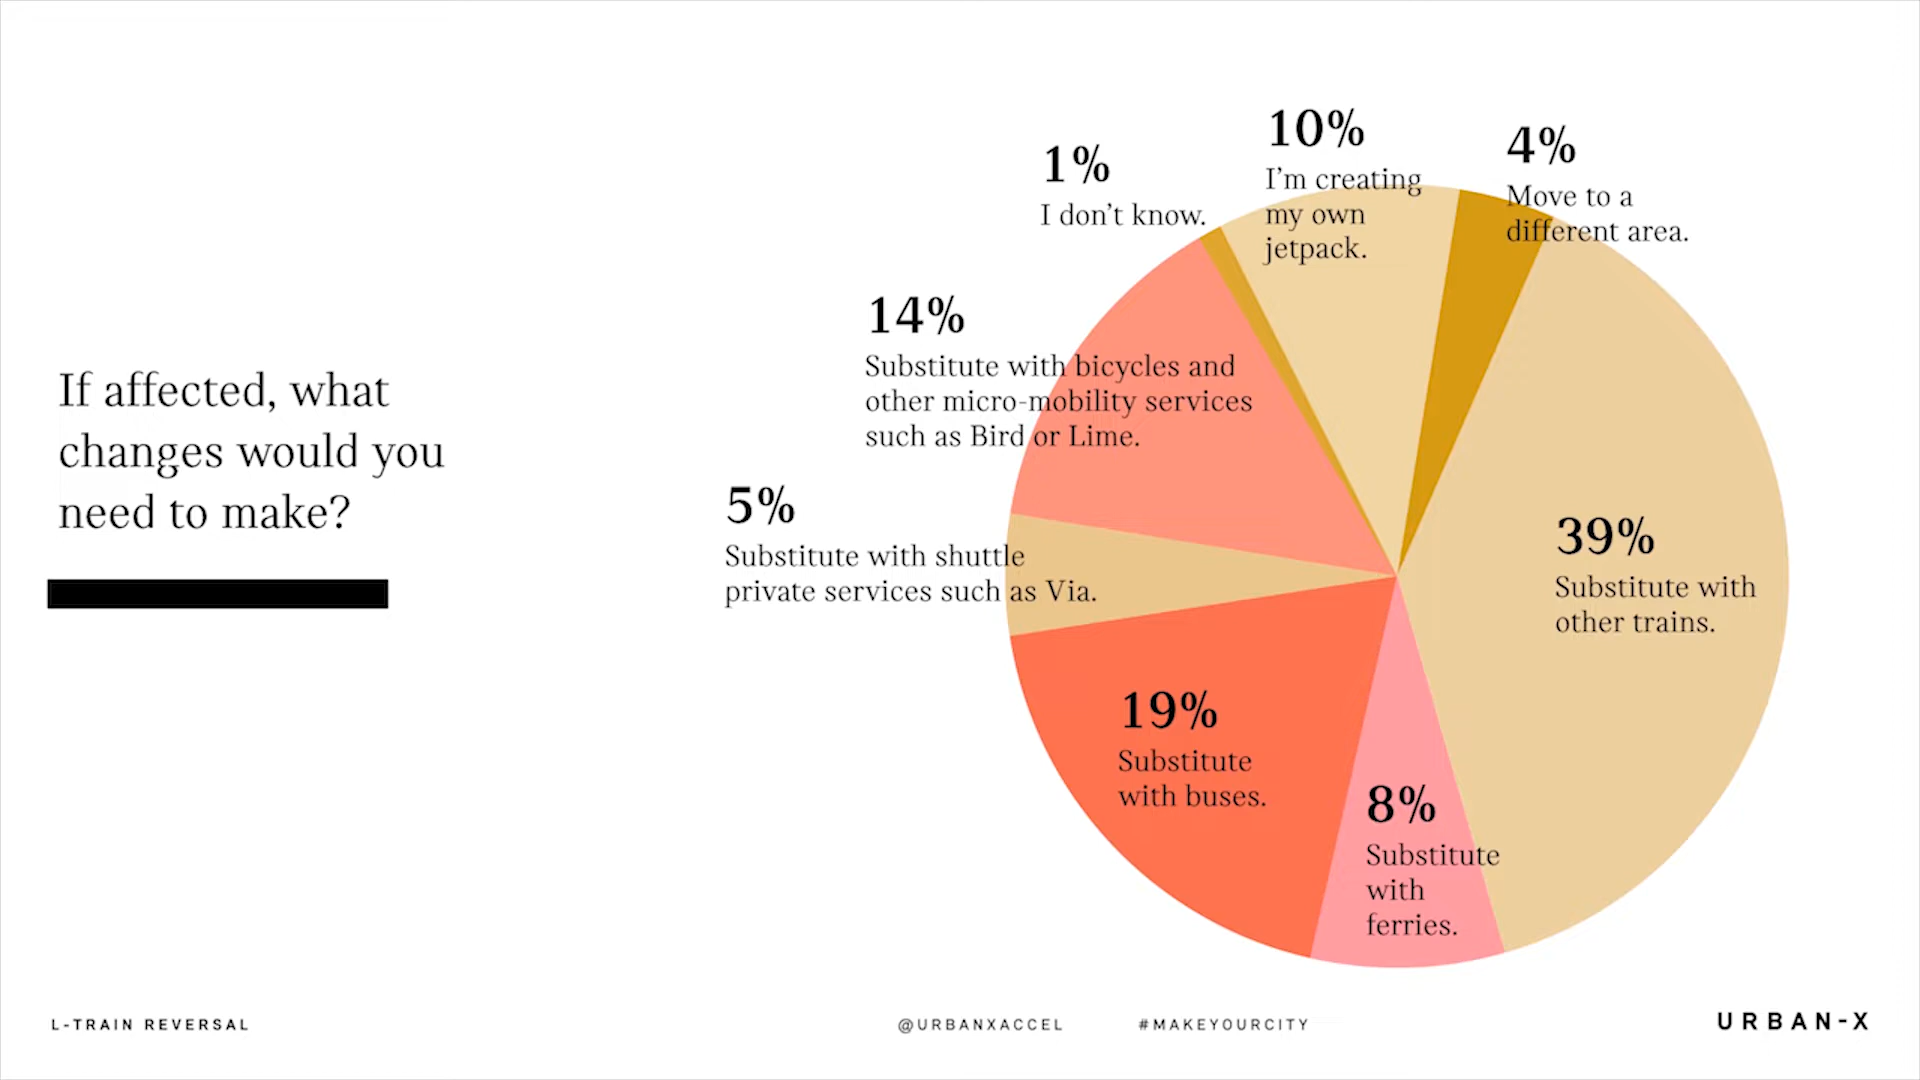 If affected, what
changes would you
need to make?
1%
I don’t know.
10%
I’m creating
my own
jetpack.
4%
Move to a
different area.
14%
Substitute with bicycles and
other micro-mobility services
such as Bird or Lime.
5%
Substitute with shuttle
private services such as Via.
39%
Substitute with
other trains.
19%
Substitute
with buses.
8%
Substitute
with
ferries.
L-TRAIN REVERSAL
@URBANXACCEL
#MAKEYOURCITY
URBAN-X